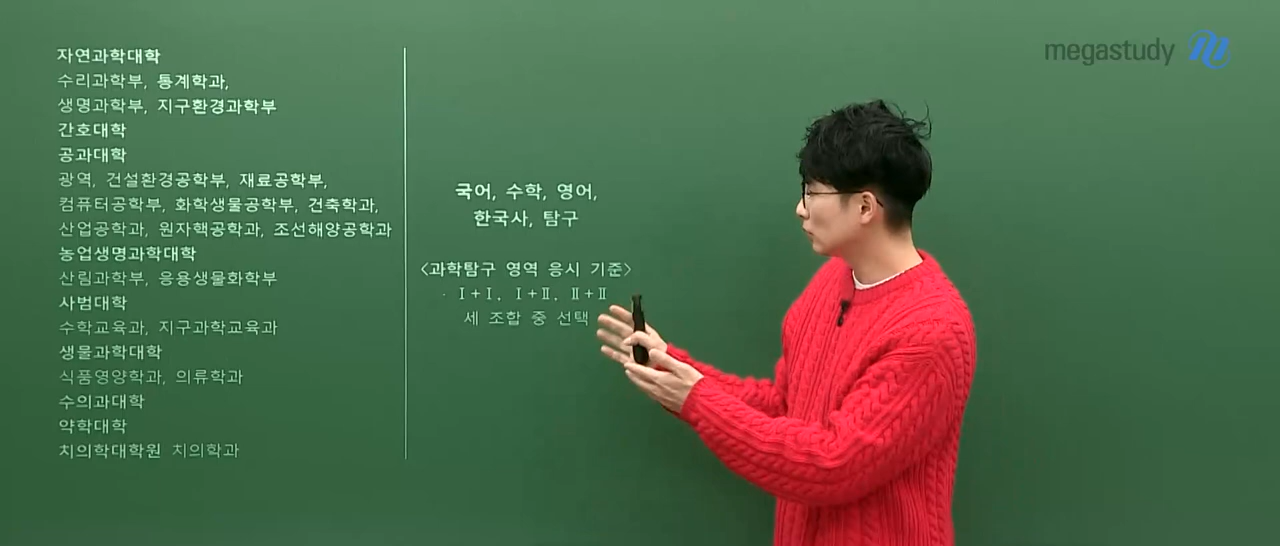 자연과학대학
수리과학부, 통계학과,
생명과학부, 지구환경과학부
간호대학
공과대학
광역, 건설환경공학부, 재료공학부,
컴퓨터공학부, 화학생물공학부, 건축학과,
산업공학과, 원자핵공학과, 조선해양공학과
농업생명과학대학
산림과학부, 응용생물화학부
사범대학
수학교육과, 지구과학교육과
생물과학대학
식품영양학과, 의류학과
수의과대학
약학대학
치의학대학원 치의학과
국어, 수학, 영어,
한국사, 탐구
<과학탐구 영역 응시 기준>
· Ⅰ+Ⅰ, Ⅰ+Ⅱ, Ⅱ+Ⅱ
세 조합 중 선택
megastudy